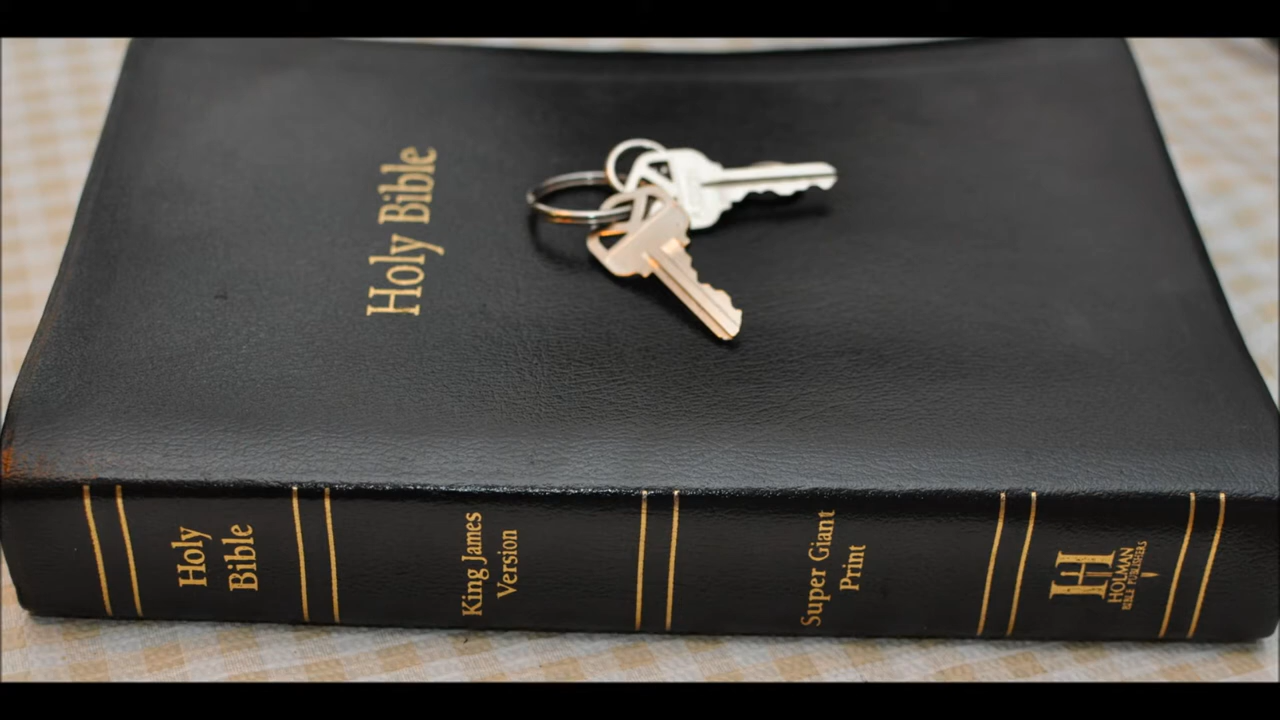 Holy Bible
Holy
Bible
King James
Version
Super Giant
Print
HOLMAN
BIBLE PUBLISHERS